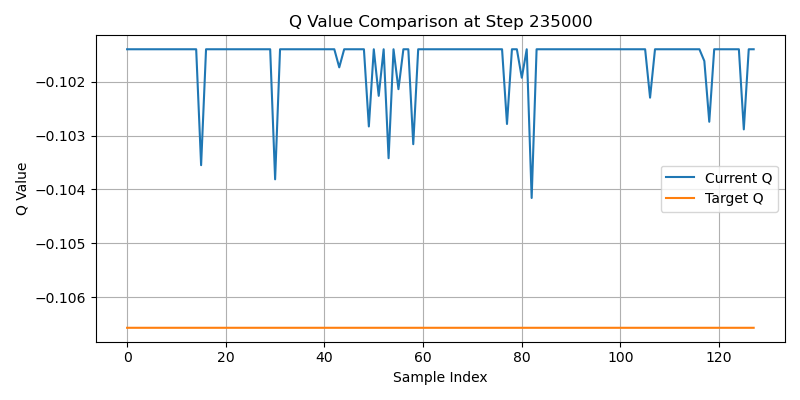 Q Value Comparison at Step 235000
−0.102
−0.103
−0.104
−0.105
−0.106
Q Value
Current Q
Target Q
0 20 40 60 80 100 120
Sample Index